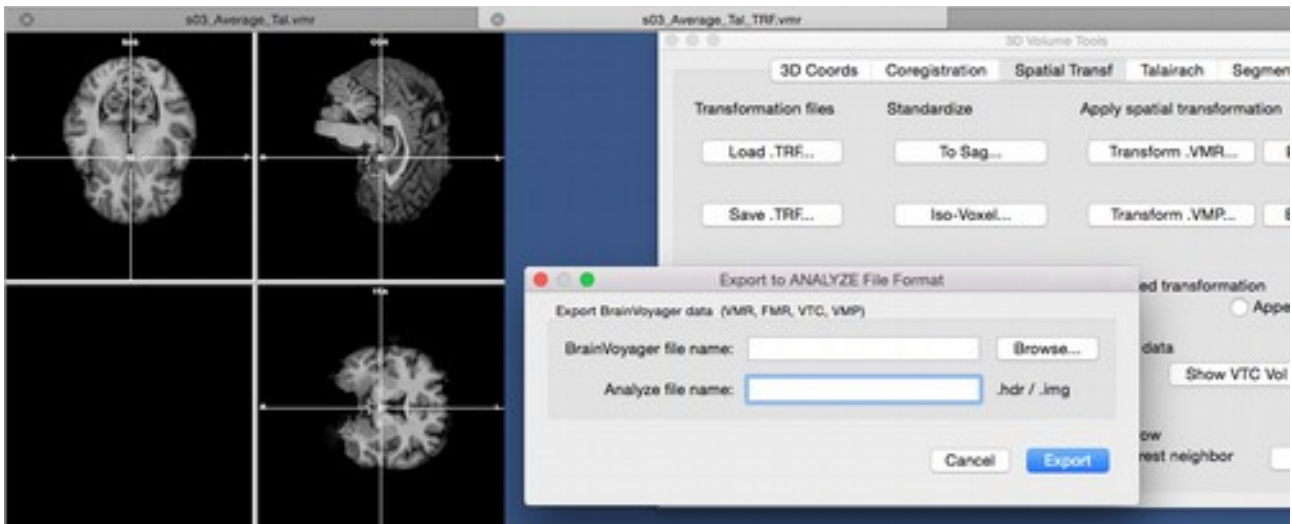 s03_Average_Tal.vmr
s03_Average_Tal_TRF.vmr
3D Volume Tools
3D Coords Coregistration Spatial Transf Talairach Segmen
Transformation files Standardize Apply spatial transformation
Load .TRF... To Sag... Transform .VMR...
Save .TRF... Iso-Voxel... Transform .VMP...
Export to ANALYZE File Format
ed transformation
Export BrainVoyager data (VMR, FMR, VTC, VMP)
Appe
BrainVoyager file name: Browse...
data
Show VTC Vol
Analyze file name: .hdr / .img
ow
rest neighbor
Cancel Export